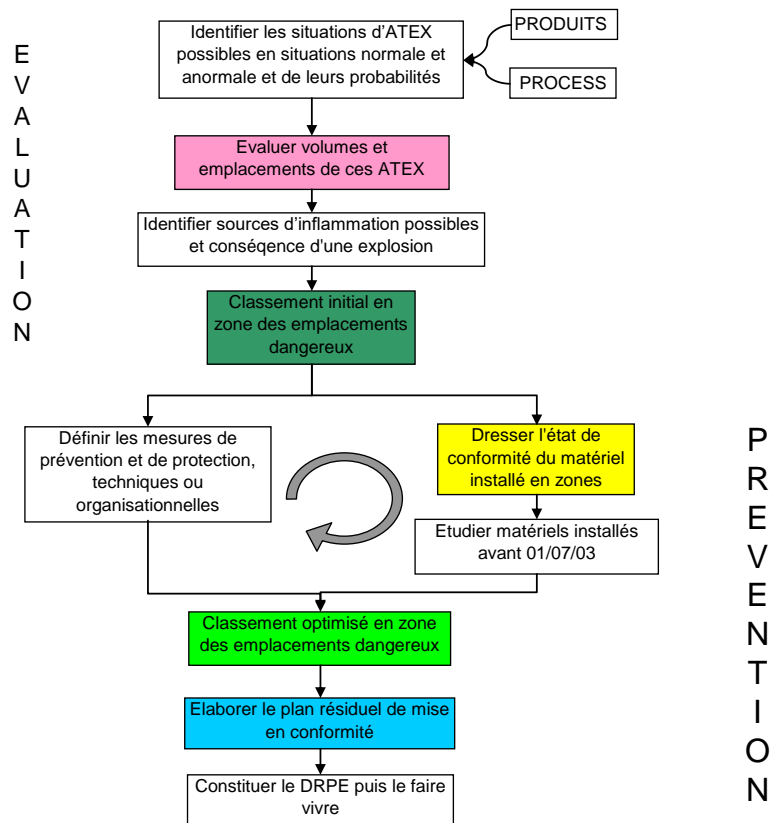 Identifier les situations d'ATEX
possibles en situations normale et
anormale et de leurs probabilités
PRODUITS
PROCESS
EVALUATION
Evaluer volumes et
emplacements de ces ATEX
Identifier sources d'inflammation possibles
et conséqence d'une explosion
Classement initial en
zone des emplacements
dangereux
Définir les mesures de
prévention et de protection,
techniques ou
organisationnelles
Dresser l'état de
conformité du matériel
installé en zones
Etudier matériels installés
avant 01/07/03
PREVENTION
Classement optimisé en zone
des emplacements dangereux
Elaborer le plan résiduel de mise
en conformité
Constituer le DRPE puis le faire
vivre